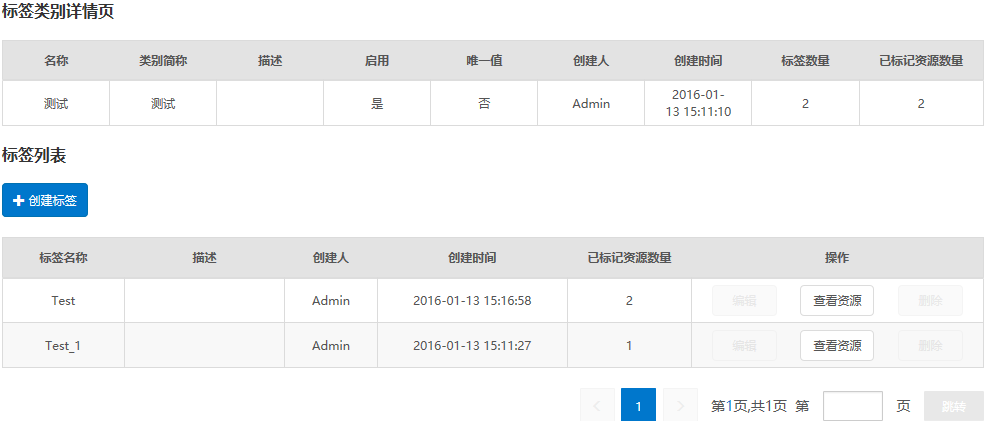 标签类别详情页
名称 类别简称 描述 启用 唯一值 创建人 创建时间 标签数量 已标记资源数量
测试 测试 是 否 Admin 2016-01-13 15:11:10 2 2
标签列表
创建标签
标签名称 描述 创建人 创建时间 已标记资源数量 操作
Test Admin 2016-01-13 15:16:58 2 编辑 查看资源 删除
Test_1 Admin 2016-01-13 15:11:27 1 编辑 查看资源 删除
< 1 > 第1页,共1页 第 页 跳转